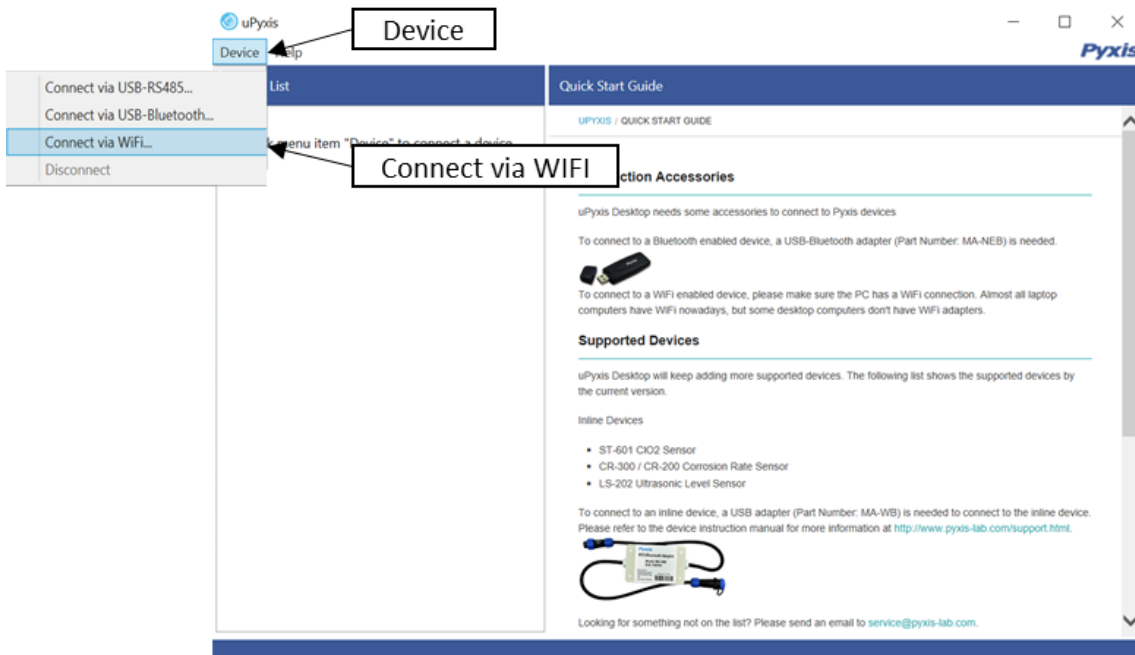 uPyxis
Device
Device Help
Pyxis
Connect via USB-RS485...
Connect via USB-Bluetooth...
Connect via WiFi...
Disconnect
List
menu item "Device" to connect a device
Connect via WIFI
Quick Start Guide
UPYXIS / QUICK START GUIDE
ction Accessories
uPyxis Desktop needs some accessories to connect to Pyxis devices
To connect to a Bluetooth enabled device, a USB-Bluetooth adapter (Part Number: MA-NEB) is needed.
To connect to a WiFi enabled device, please make sure the PC has a WiFi connection. Almost all laptop
computers have WiFi nowadays, but some desktop computers don't have WiFi adapters.
Supported Devices
uPyxis Desktop will keep adding more supported devices. The following list shows the supported devices by
the current version.
Inline Devices
▪ ST-601 ClO2 Sensor
▪ CR-300 / CR-200 Corrosion Rate Sensor
▪ LS-202 Ultrasonic Level Sensor
To connect to an inline device, a USB adapter (Part Number: MA-WB) is needed to connect to the inline device.
Please refer to the device instruction manual for more information at http://www.pyxis-lab.com/support.html.
Looking for something not on the list? Please send an email to service@pyxis-lab.com.